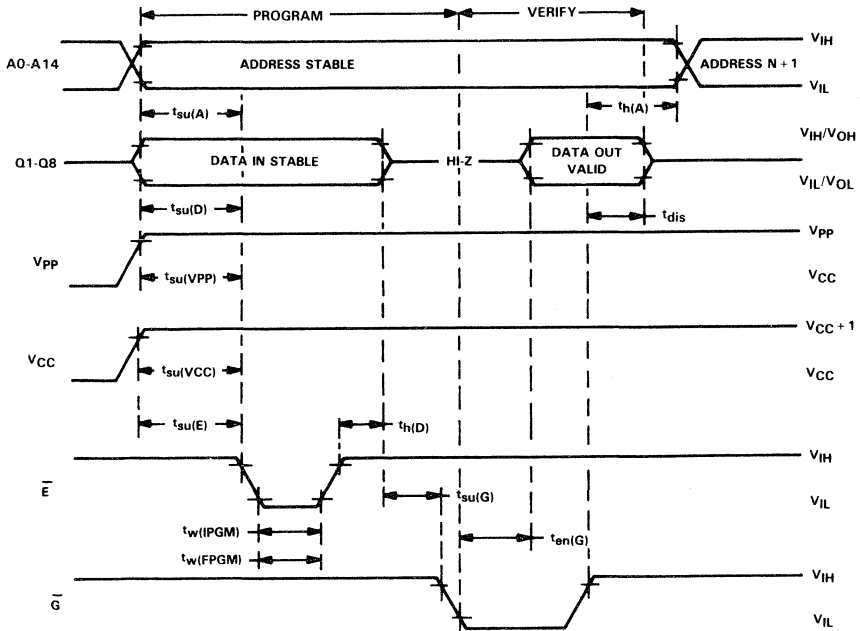 PROGRAM
VERIFY
A0-A14
ADDRESS STABLE
ADDRESS N + 1
VIH
VIL
tsu(A)
th(A)
Q1-Q8
DATA IN STABLE
HI-Z
DATA OUT
VALID
VIH/VOH
VIL/VOL
tsu(D)
tdis
VPP
VPP
VCC
tsu(VPP)
VCC
VCC + 1
VCC
tsu(VCC)
tsu(E)
th(D)
E
VIH
VIL
tsu(G)
tw(IPGM)
ten(G)
tw(FPGM)
G
VIH
VIL